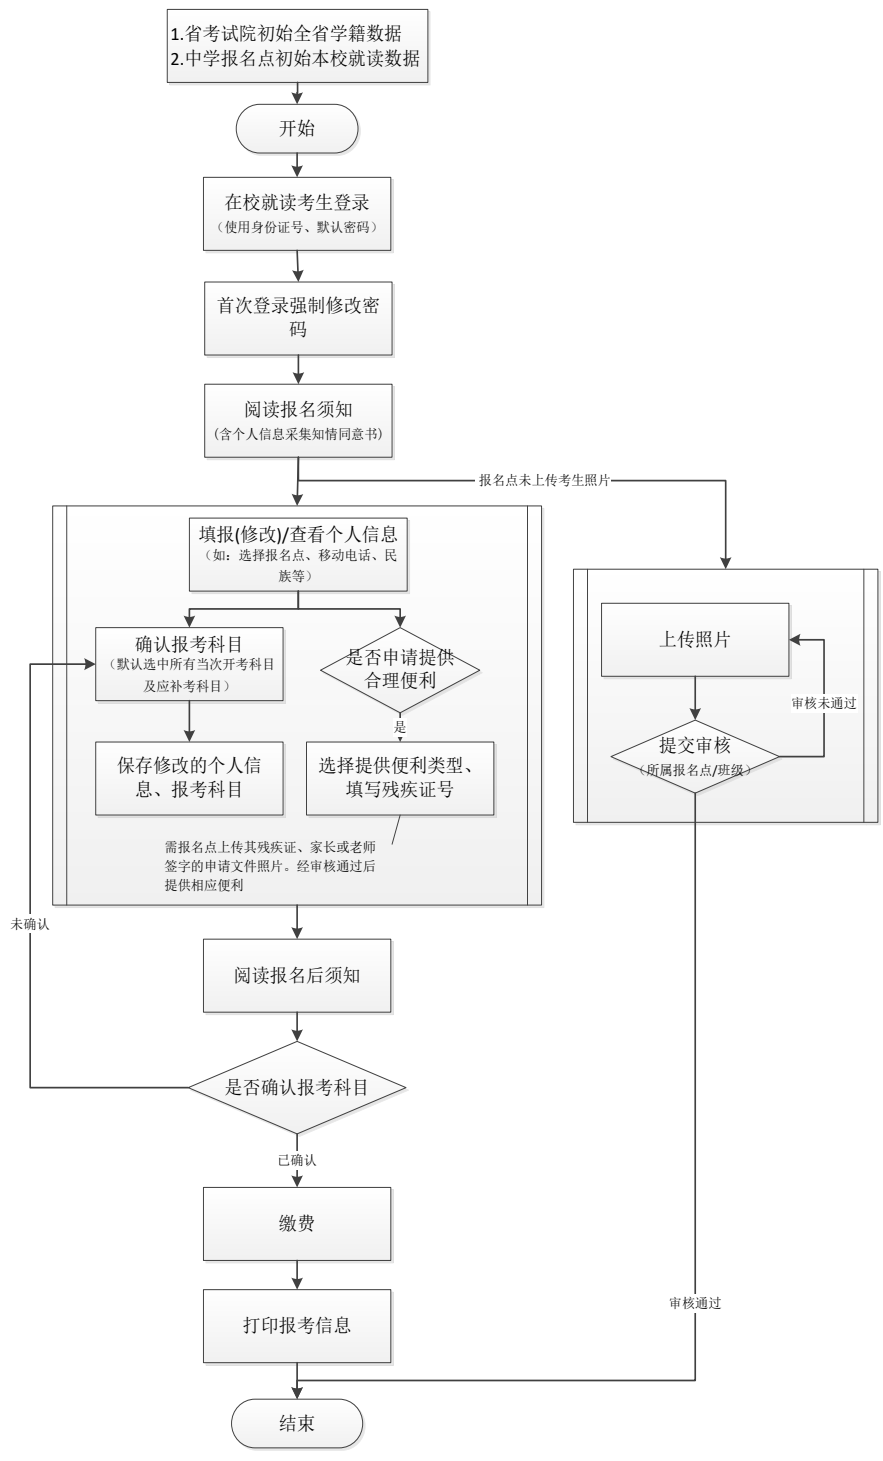 1.省考试院初始全省学籍数据
2.中学报名点初始本校就读数据
开始
在校就读考生登录
（使用身份证号、默认密码）
首次登录强制修改密
码
阅读报名须知
(含个人信息采集知情同意书)
报名点未上传考生照片
填报(修改)/查看个人信息
（如：选择报名点、移动电话、民
族等）
确认报考科目
（默认选中所有当次开考科目
及应补考科目）
是否申请提供
合理便利
是
保存修改的个人信
息、报考科目
选择提供便利类型、
填写残疾证号
需报名点上传其残疾证、家长或老师
签字的申请文件照片。经审核通过后
提供相应便利
上传照片
审核未通过
提交审核
（所属报名点/班级）
未确认
阅读报名后须知
是否确认报考科目
已确认
缴费
审核通过
打印报考信息
结束